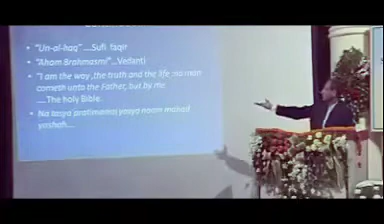 "Un-al-haq" ....Sufi faqir
"Aham Brahmasmi"...Vedanti
"I am the way ,the truth and the life :no man
cometh unto the Father, but by me
....The holy Bible.
Na tasya pratimanai yasya naam mahad
yashah....